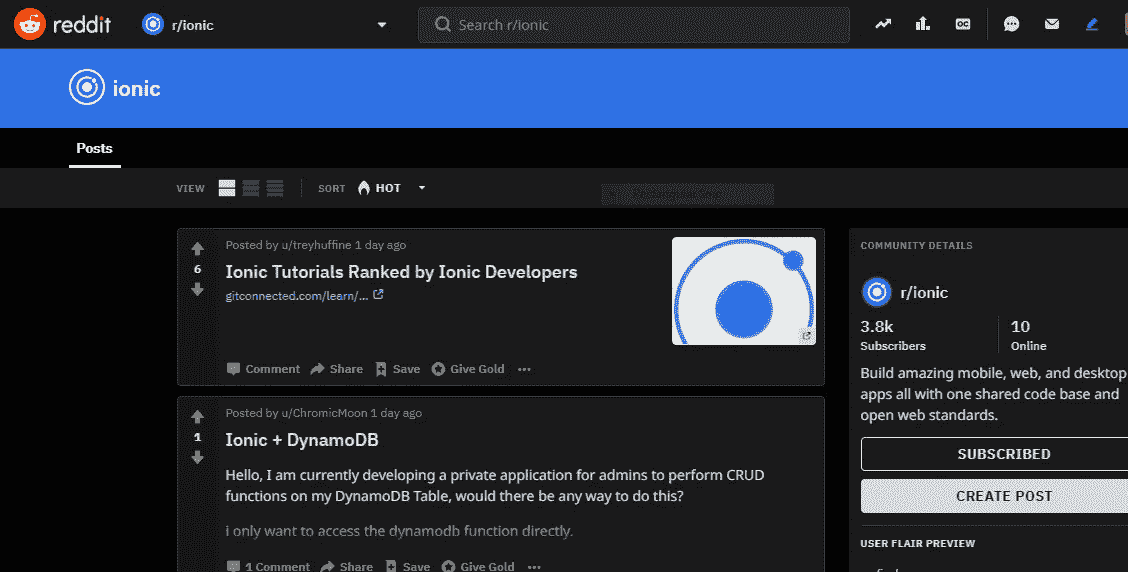 reddit
r/ionic
Search r/ionic
OC
ionic
Posts
VIEW
SORT
HOT
Posted by u/treyhuffine 1 day ago
6
Ionic Tutorials Ranked by Ionic Developers
gitconnected.com/learn/...
Comment Share Save Give Gold
Posted by u/ChromicMoon 1 day ago
1
Ionic + DynamoDB
Hello, I am currently developing a private application for admins to perform CRUD
functions on my DynamoDB Table, would there be any way to do this?
i only want to access the dynamodb function directly.
1 Comment Share Save Give Gold
COMMUNITY DETAILS
r/ionic
3.8k 10
Subscribers Online
Build amazing mobile, web, and desktop
apps all with one shared code base and
open web standards.
SUBSCRIBED
CREATE POST
USER FLAIR PREVIEW